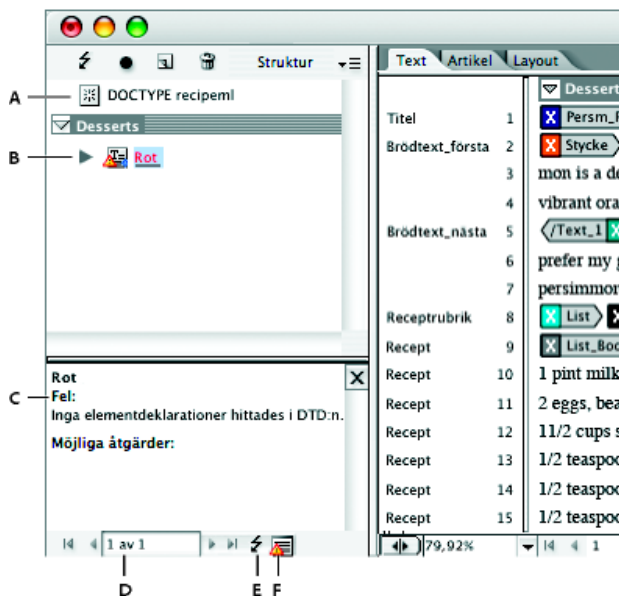 Struktur
A
DOCTYPE recipeml
Desserts
B
Rot
Rot
C
Fel:
Inga elementdeklarationer hittades i DTD:n.
Möjliga åtgärder:
1 av 1
D
E
F
Text
Artikel
Layout
Dessert
Titel 1 Persm_
Brödtext_första 2 Stycke
3 mon is a de
4 vibrant ora
Brödtext_nästa 5 /Text_1
6 prefer my
7 persimmon
Receptrubrik 8 List
Recept 9 List_Boo
Recept 10 1 pint milk
Recept 11 2 eggs, bea
Recept 12 11/2 cups s
Recept 13 1/2 teaspoo
Recept 14 1/2 teaspoo
Recept 15 1/2 teaspoo
79,92%
1